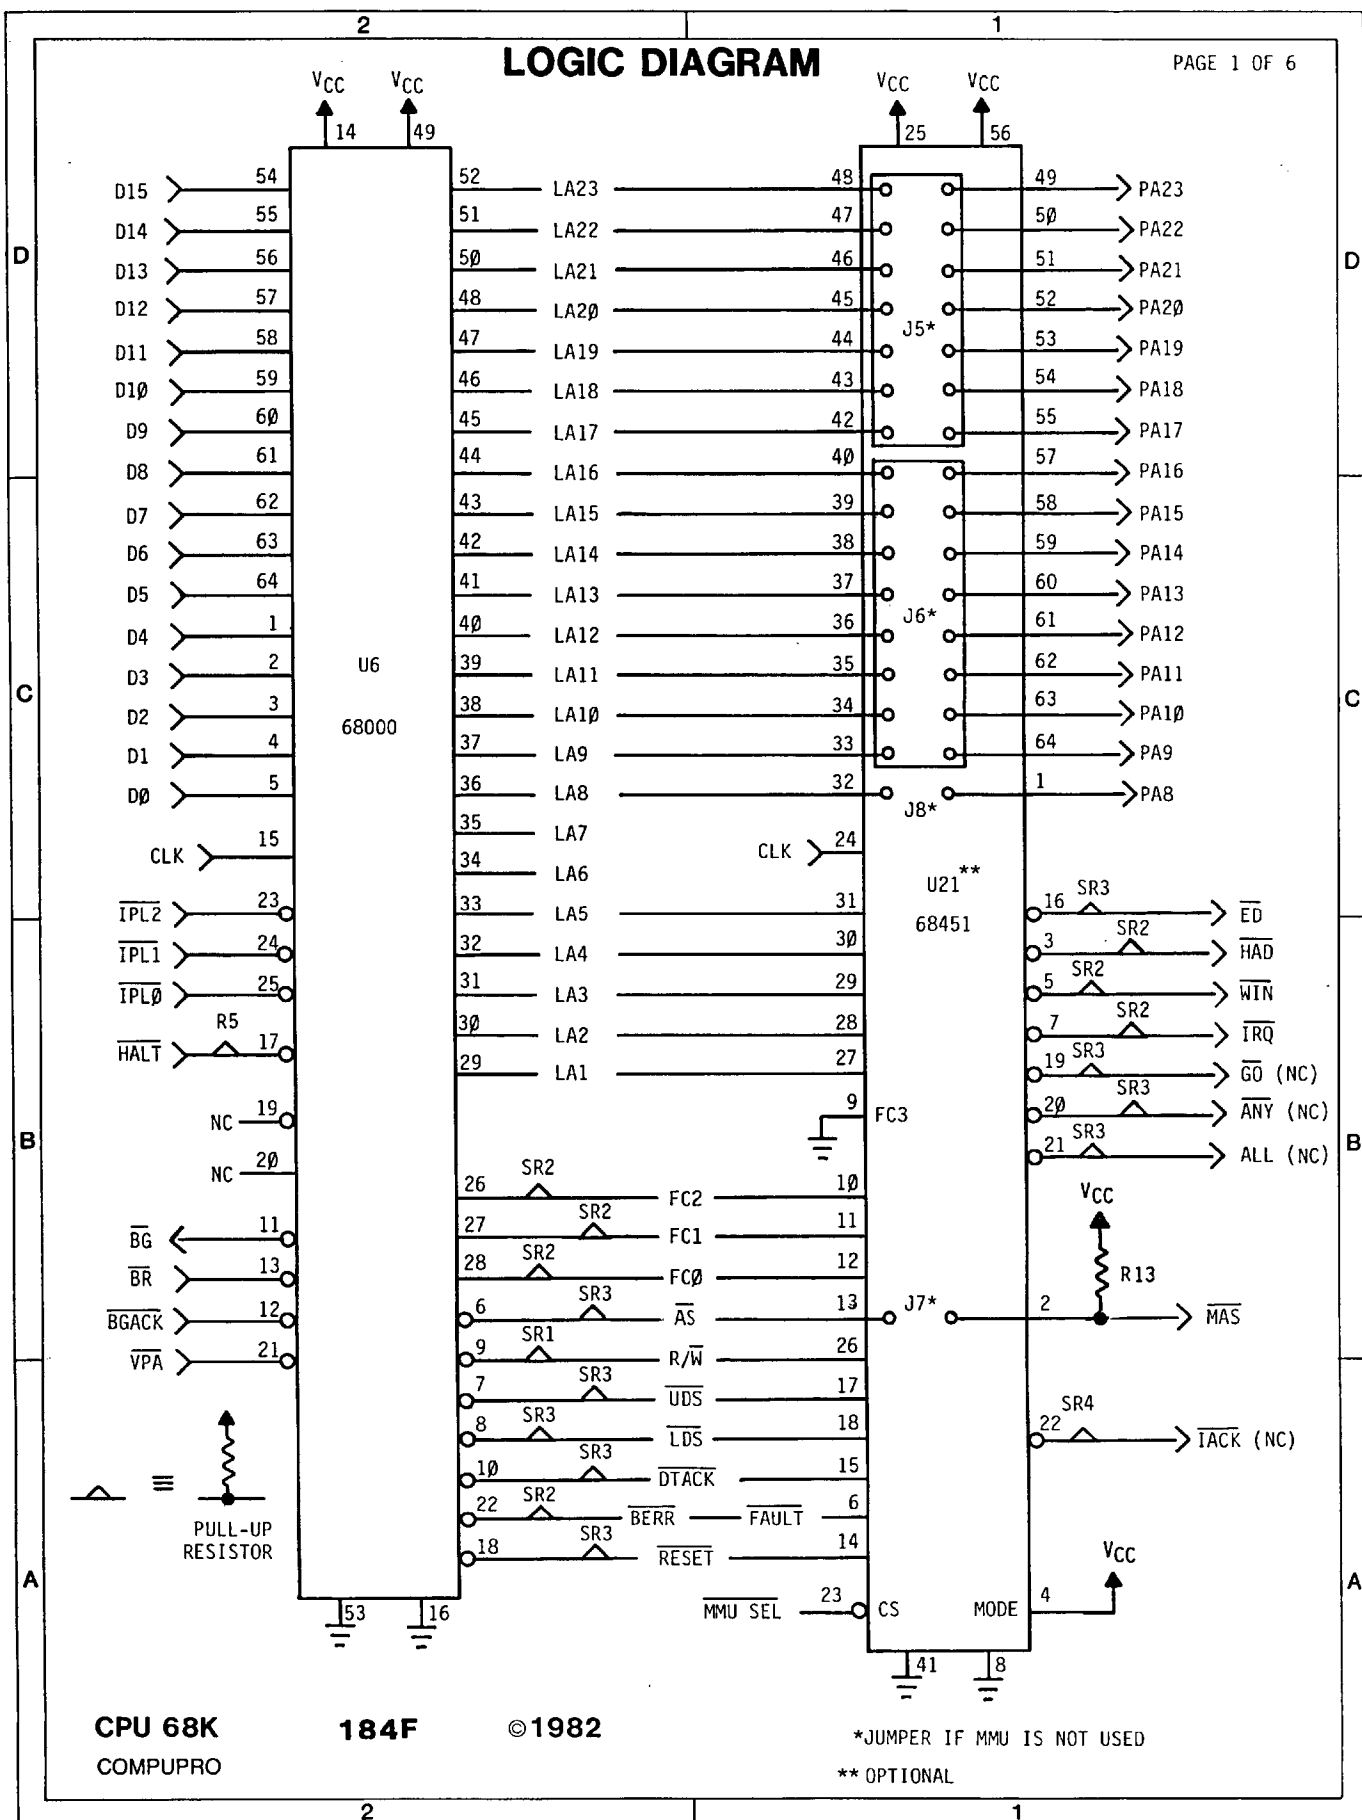 2 1
LOGIC DIAGRAM
PAGE 1 OF 6
VCC VCC VCC VCC
14 49 25 56
D15 54 52 LA23 48 49 PA23
D14 55 51 LA22 47 5Ø PA22
D13 56 5Ø LA21 46 51 PA21
D
D
D12 57 48 LA2Ø 45 52 PA2Ø
J5*
D11 58 47 LA19 44 53 PA19
D1Ø 59 46 LA18 43 54 PA18
D9 6Ø 45 LA17 42 55 PA17
D8 61 44 LA16 4Ø 57 PA16
D7 62 43 LA15 39 58 PA15
D6 63 42 LA14 38 59 PA14
D5 64 41 LA13 37 60 PA13
J6*
D4 1 4Ø LA12 36 61 PA12
U6
D3 2 39 LA11 35 62 PA11
C
C
D2 3 38 LA1Ø 34 63 PA1Ø
68000
D1 4 37 LA9 33 64 PA9
DØ 5 36 LA8 32 1 PA8
J8*
35 LA7
CLK 15 CLK 24
34 LA6
U21**
IPL2 23 33 LA5 31 16 SR3 ED
68451
IPL1 24 32 LA4 3Ø 3 SR2 HAD
IPLØ 25 31 LA3 29 5 SR2 WIN
R5
3Ø LA2 28 7 SR2 IRQ
HALT 17
29 LA1 27 19 SR3 GO (NC)
NC 19 9 FC3 2Ø SR3 ANY (NC)
B
B
21 SR3 ALL (NC)
NC 2Ø
26 SR2 FC2 1Ø VCC
BG 11 27 SR2 FC1 11
BR 13 28 SR2 FCØ 12 R13
BGACK 12 6 SR3 AS 13 J7* 2 MAS
VPA 21 9 SR1 R/W 26
7 SR3 UDS 17
8 SR3 LDS 18 22 SR4 IACK (NC)
1Ø SR3 DTACK 15
≡
22 SR2 BERR FAULT 6
PULL-UP
RESISTOR
18 SR3 RESET 14
VCC
A
A
MMU SEL 23 CS MODE 4
53 16 41 8
CPU 68K 184F ©1982
COMPUPRO
*JUMPER IF MMU IS NOT USED
** OPTIONAL
2 1